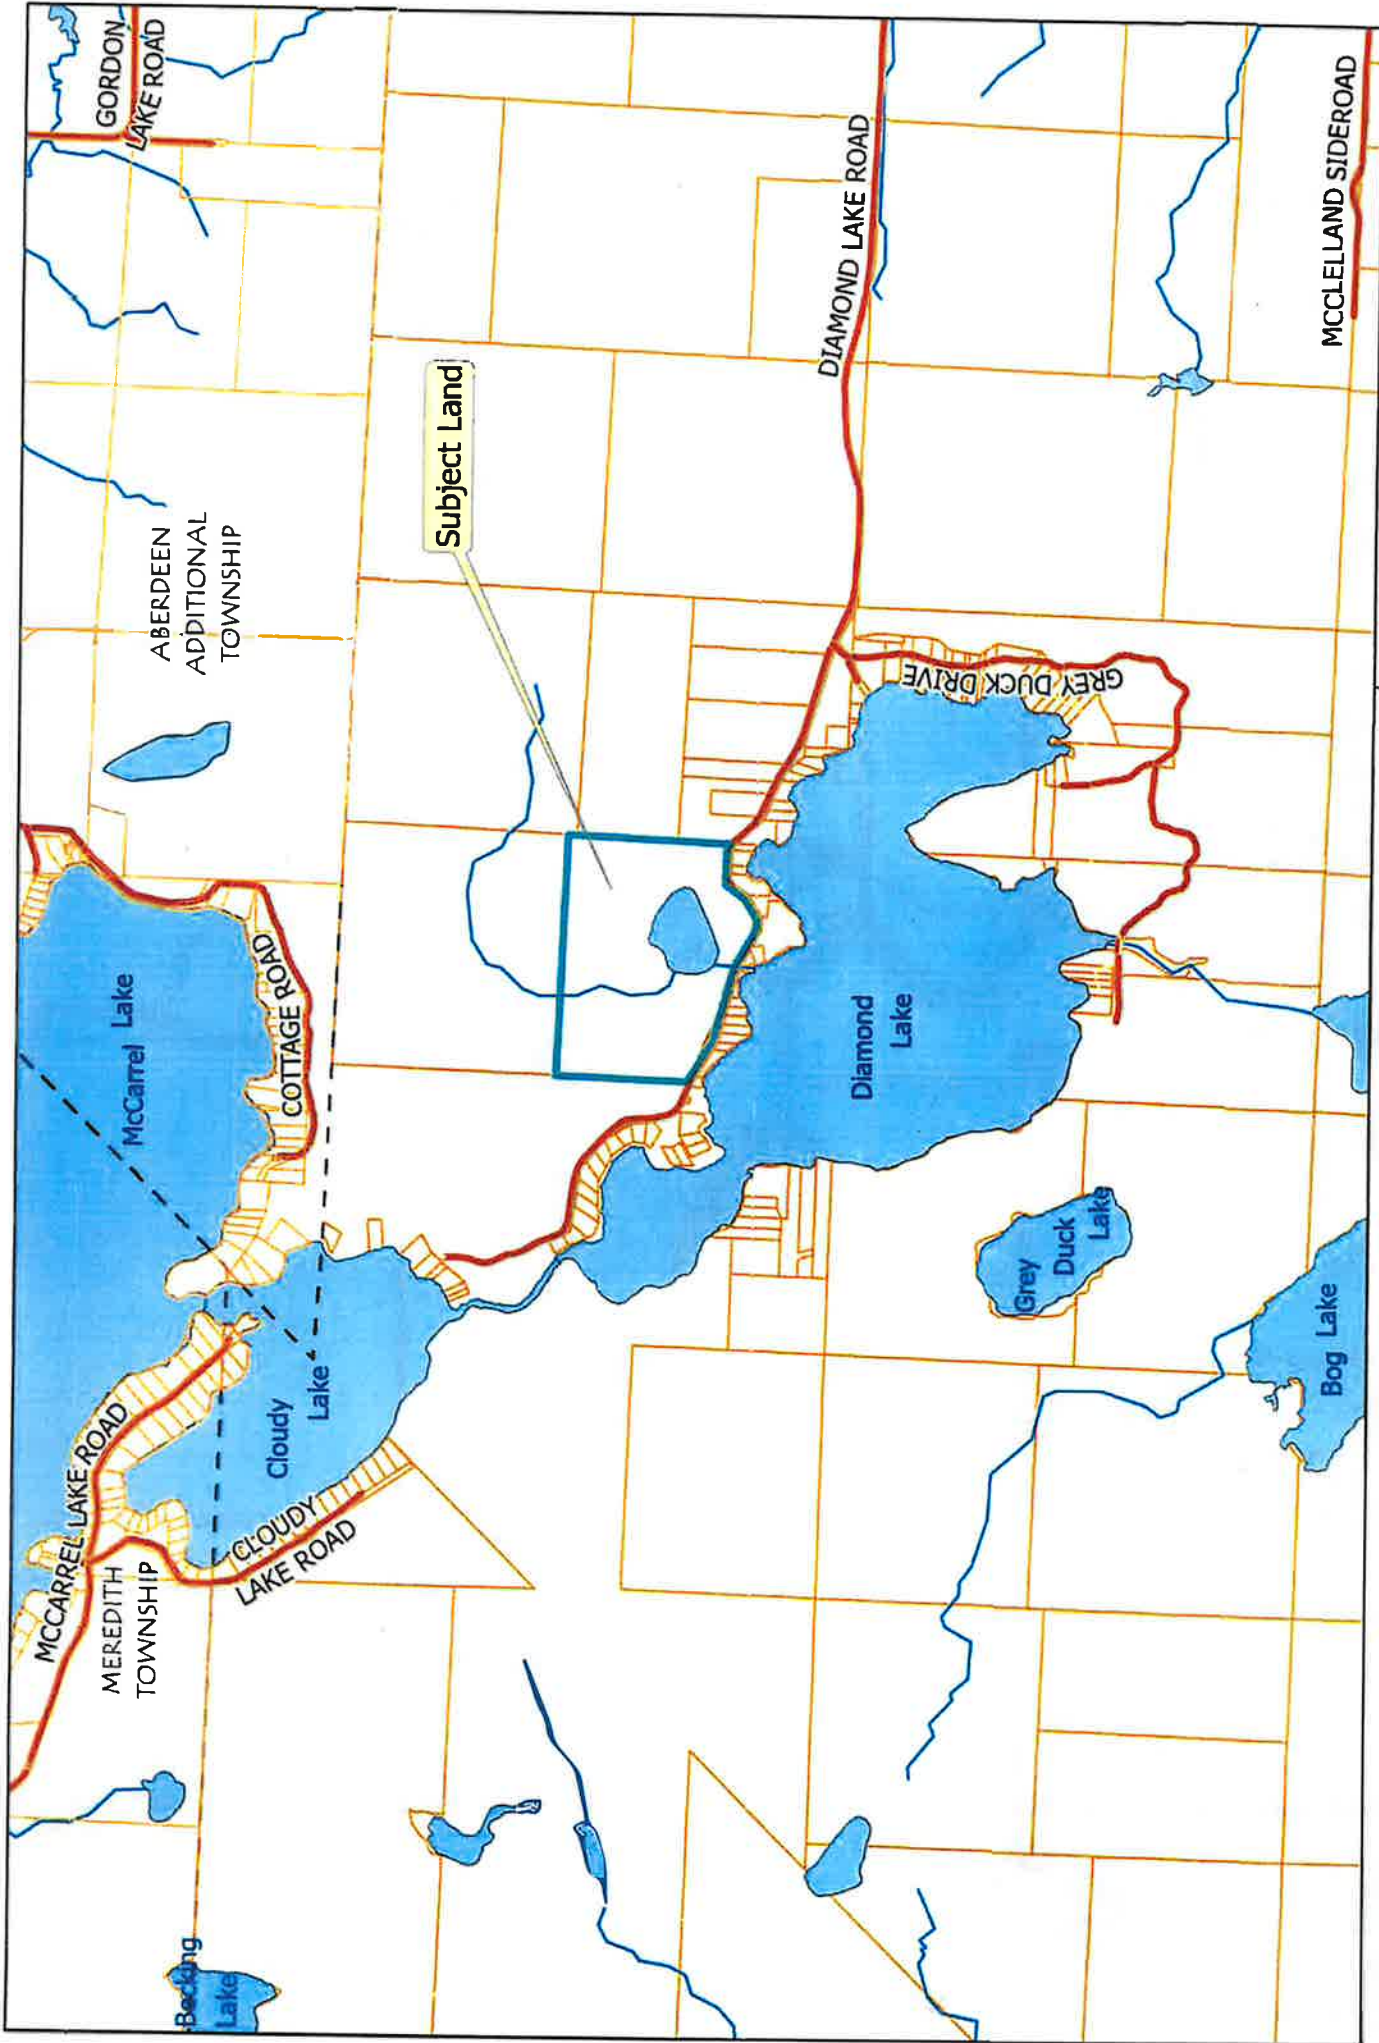 Becking
Lake
MCCARREL LAKE ROAD
MEREDITH
TOWNSHIP
CLOUDY
LAKE ROAD
Cloudy
Lake
McCarrel Lake
COTTAGE ROAD
ABERDEEN
ADDITIONAL
TOWNSHIP
GORDON
LAKE ROAD
Subject Land
DIAMOND LAKE ROAD
Diamond
Lake
GREY DUCK DRIVE
Grey
Duck
Lake
Bog Lake
MCCLELLAND SIDEROAD